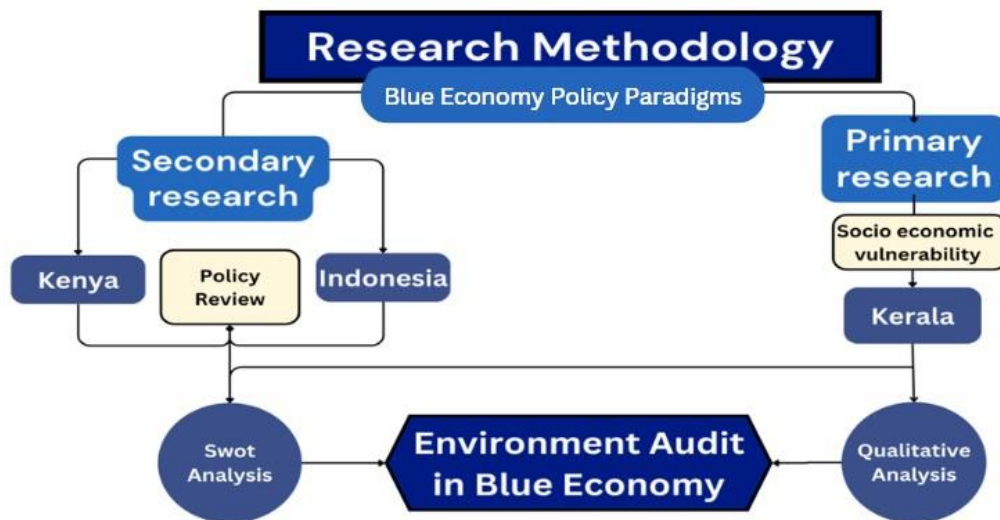 Research Methodology
Blue Economy Policy Paradigms
Secondary
research
Primary
research
Socio economic
vulnerability
Kenya
Policy
Review
Indonesia
Kerala
Swot
Analysis
Environment Audit
in Blue Economy
Qualitative
Analysis